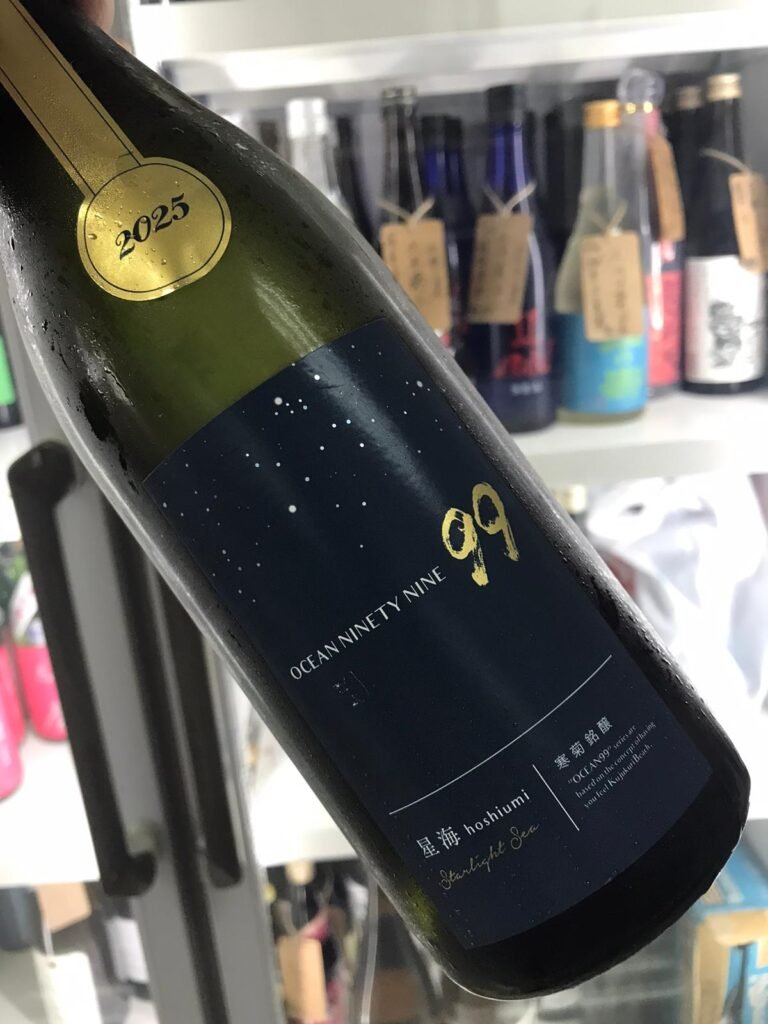 2025
99
OCEAN NINETY NINE
星海 hoshiumi
Starlight Sea
寒菊銘醸
"OCEAN99" series are
based on the concept of having
you feel Kujukuri Beach.